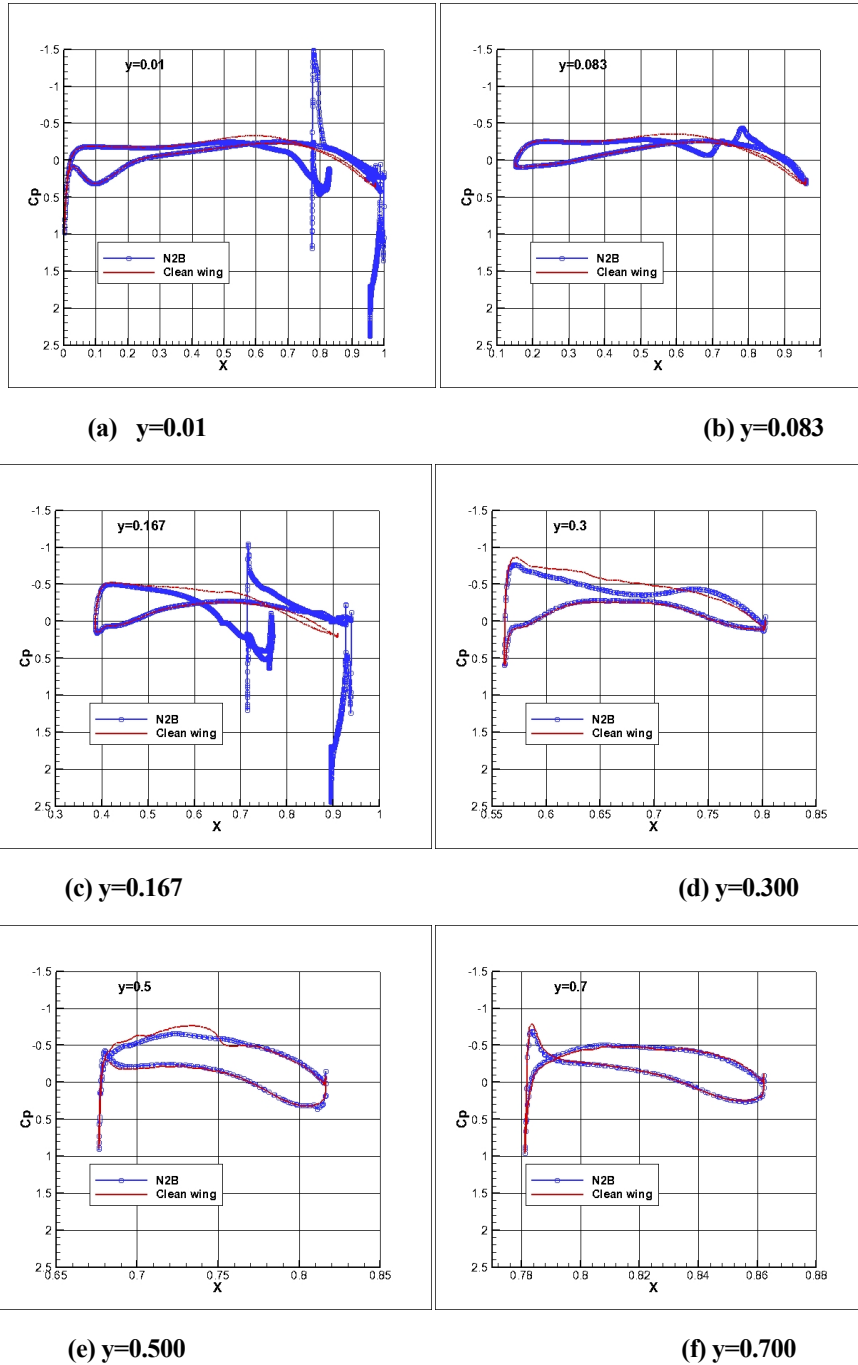 y=0.01
-1.5
-1
-0.5
0
0.5
1
1.5
2
2.5
Cp
N2B
Clean wing
0 0.1 0.2 0.3 0.4 0.5 0.6 0.7 0.8 0.9 1
X
(a) y=0.01
y=0.083
-1.5
-1
-0.5
0
0.5
1
1.5
2
2.5
Cp
N2B
Clean wing
0.1 0.2 0.3 0.4 0.5 0.6 0.7 0.8 0.9 1
X
(b) y=0.083
y=0.167
-1.5
-1
-0.5
0
0.5
1
1.5
2
2.5
Cp
N2B
Clean wing
0.3 0.4 0.5 0.6 0.7 0.8 0.9 1
X
(c) y=0.167
y=0.3
-1.5
-1
-0.5
0
0.5
1
1.5
2
2.5
Cp
N2B
Clean wing
0.55 0.6 0.65 0.7 0.75 0.8 0.85
X
(d) y=0.300
y=0.5
-1.5
-1
-0.5
0
0.5
1
1.5
2
2.5
Cp
N2B
Clean wing
0.65 0.7 0.75 0.8 0.85
X
(e) y=0.500
y=0.7
-1.5
-1
-0.5
0
0.5
1
1.5
2
2.5
Cp
N2B
Clean wing
0.78 0.8 0.82 0.84 0.86 0.88
X
(f) y=0.700